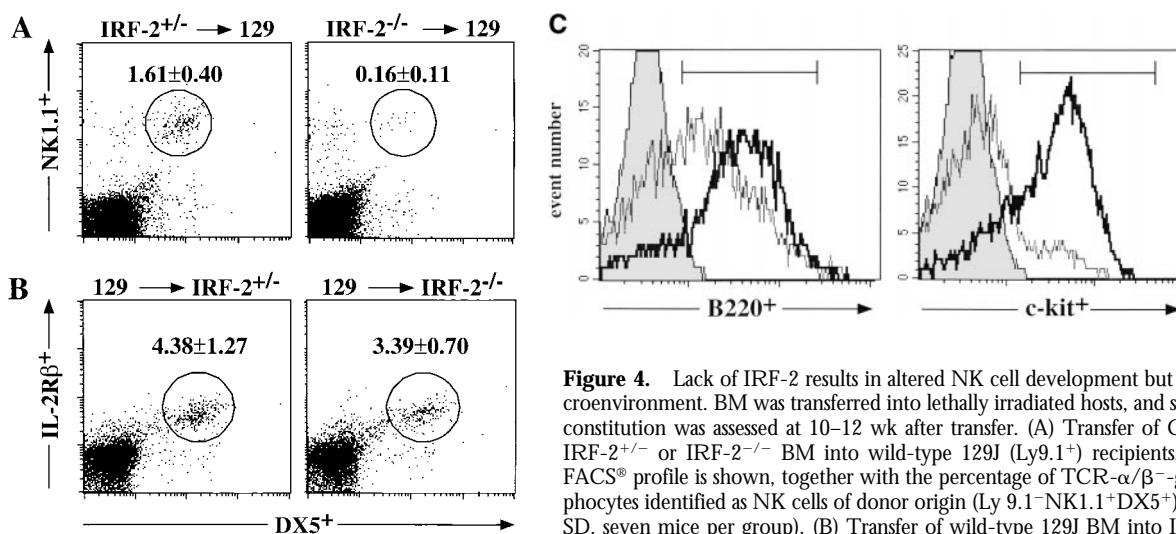 A
IRF-2+/- → 129
IRF-2-/- → 129
NK1.1+
1.61±0.40
0.16±0.11
B
129 → IRF-2+/-
129 → IRF-2-/-
IL-2Rβ+
4.38±1.27
3.39±0.70
DX5+
C
event number
20
15
10
5
0
B220+
25
20
15
10
5
0
c-kit+
Figure 4. Lack of IRF-2 results in altered NK cell development but
croenvironment. BM was transferred into lethally irradiated hosts, and s
constitution was assessed at 10–12 wk after transfer. (A) Transfer of C
IRF-2+/− or IRF-2−/− BM into wild-type 129J (Ly9.1+) recipients.
FACS® profile is shown, together with the percentage of TCR-α/β−-g
phocytes identified as NK cells of donor origin (Ly 9.1−NK1.1+DX5+)
SD, seven mice per group). (B) Transfer of wild-type 129J BM into I